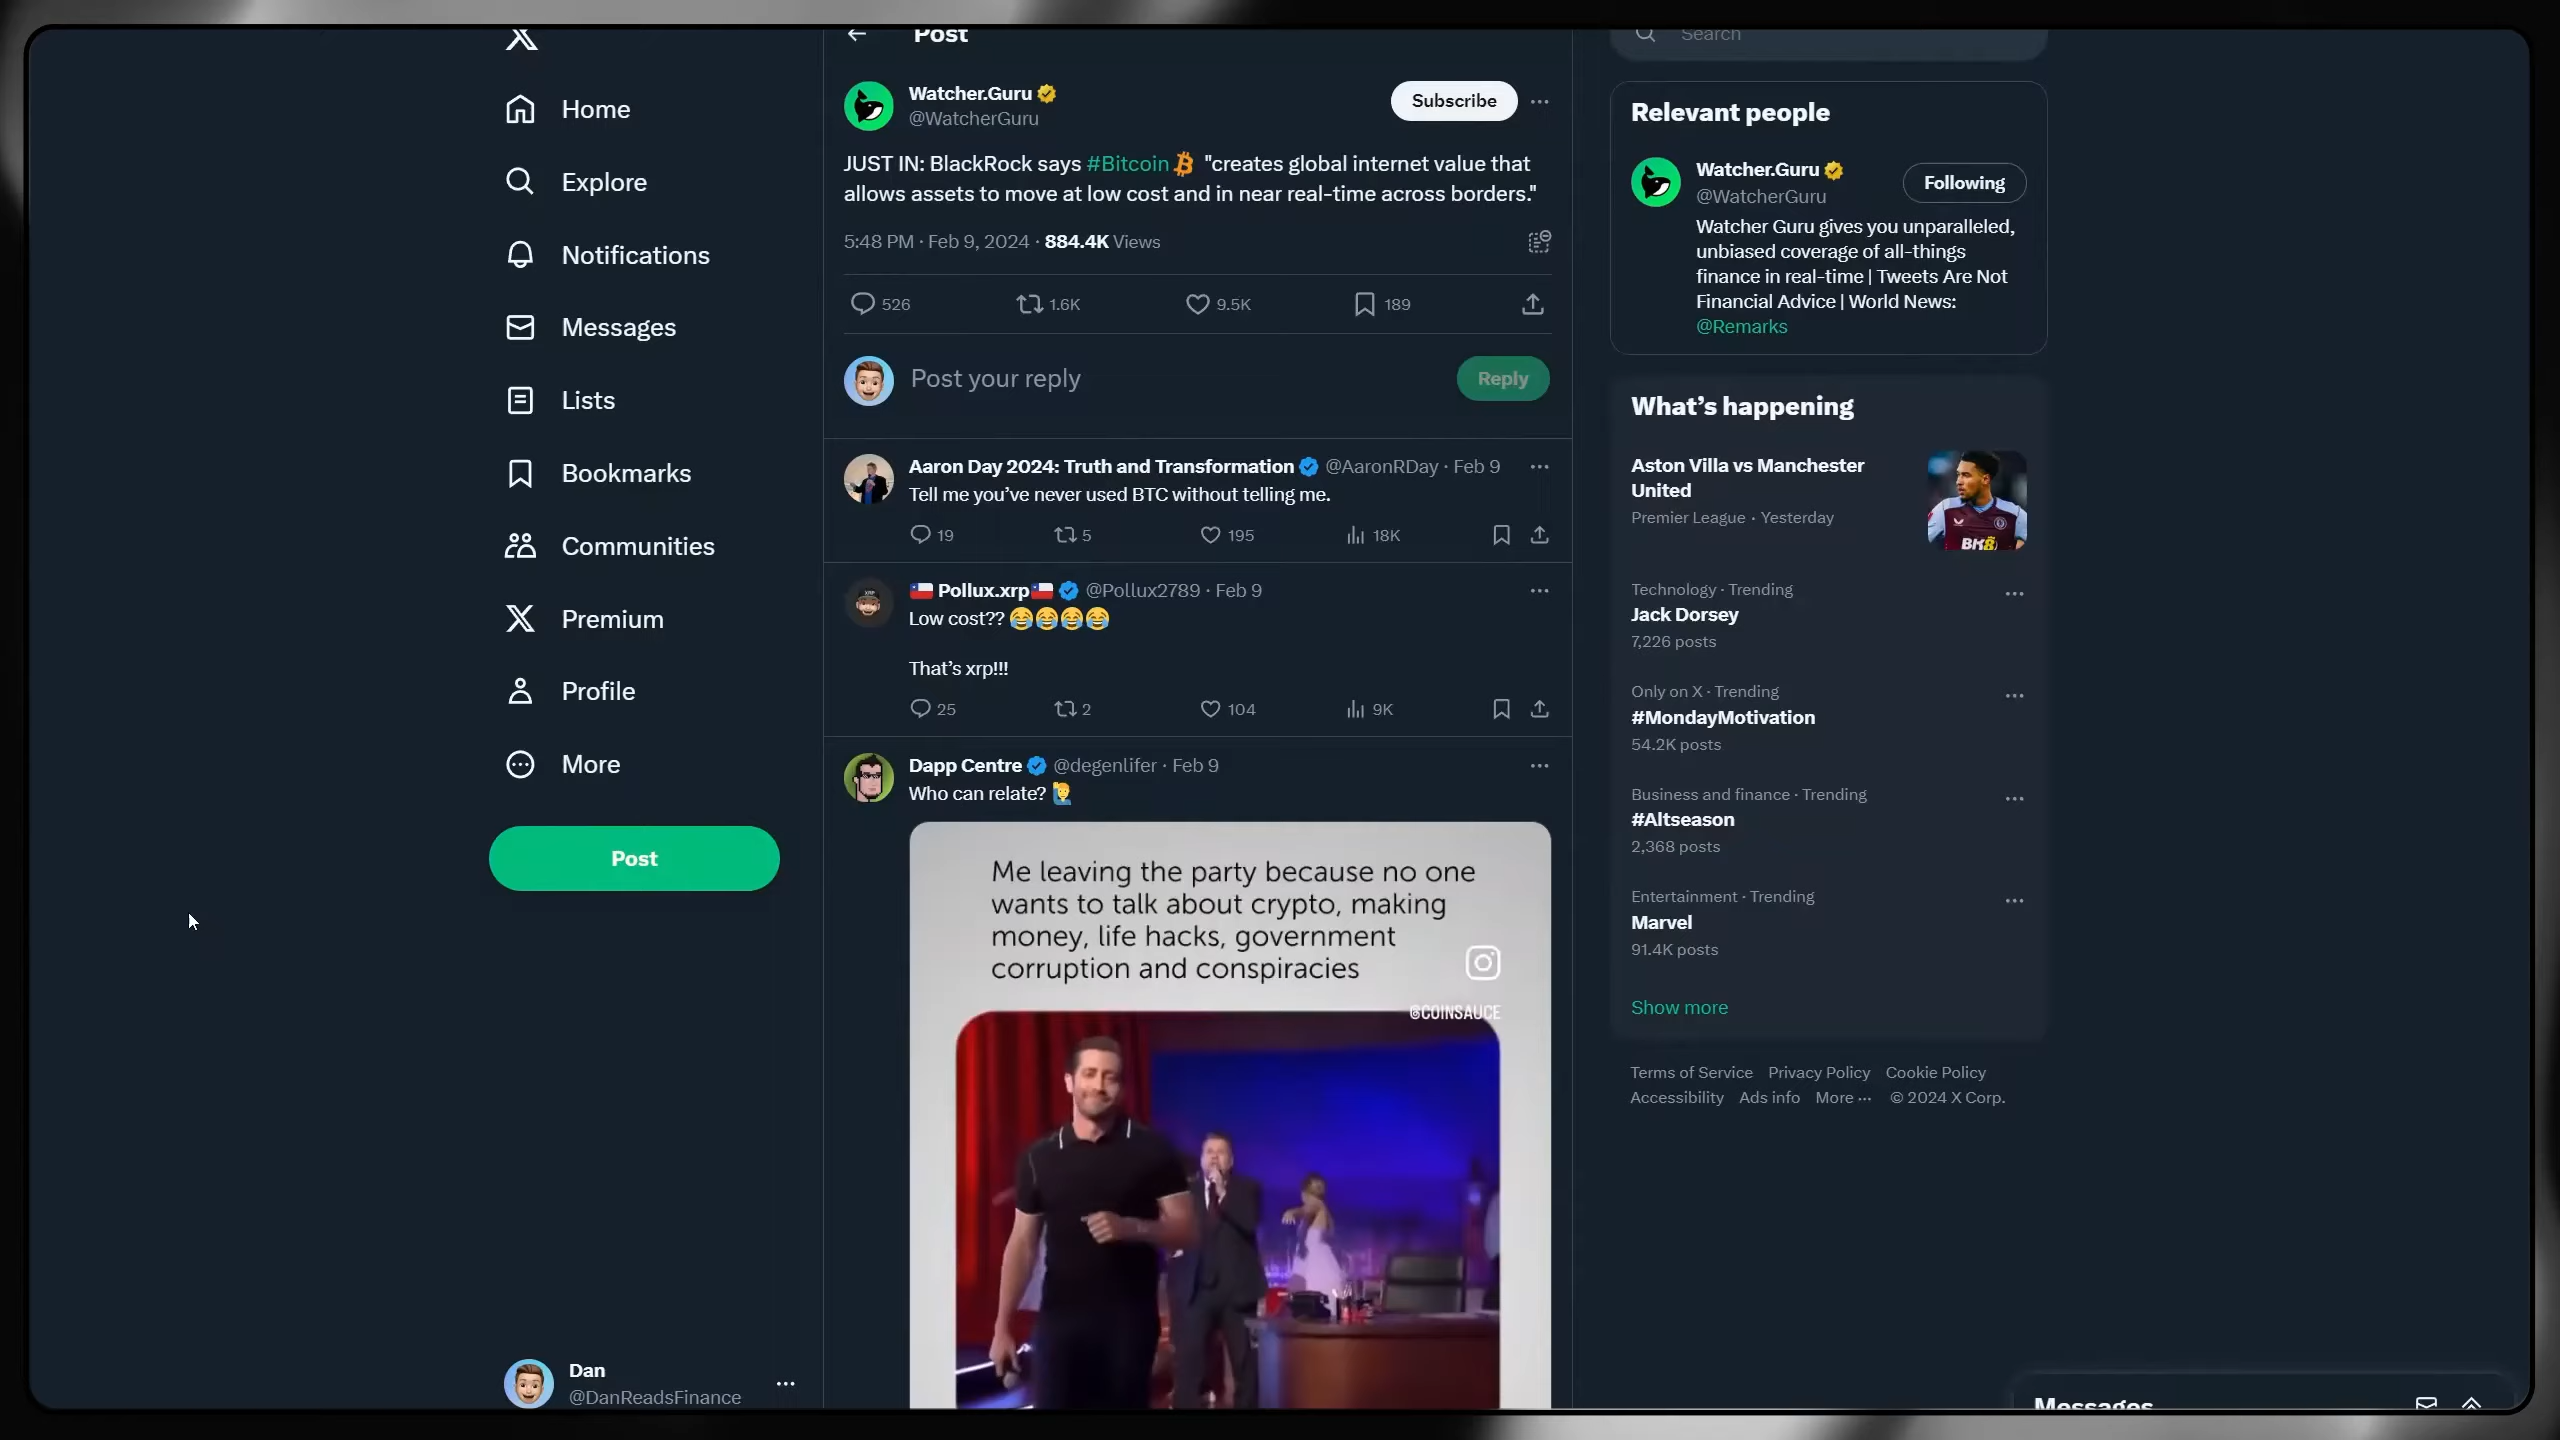 Home
Explore
Notifications
Messages
Lists
Bookmarks
Communities
Premium
Profile
More
Post
Dan
@DanReadsFinance
Post
Watcher.Guru
@WatcherGuru
Subscribe
JUST IN: BlackRock says #Bitcoin "creates global internet value that
allows assets to move at low cost and in near real-time across borders."
5:48 PM · Feb 9, 2024 · 884.4K Views
526 1.6K 9.5K 189
Post your reply
Reply
Aaron Day 2024: Truth and Transformation @AaronRDay · Feb 9
Tell me you’ve never used BTC without telling me.
19 5 195 18K
🇨🇱 Pollux.xrp🇨🇱 @Pollux2789 · Feb 9
Low cost?? 😂😂😂😂
That’s xrp!!!
25 2 104 9K
Dapp Centre @degenlifer · Feb 9
Who can relate? 🙋‍♂️
Me leaving the party because no one
wants to talk about crypto, making
money, life hacks, government
corruption and conspiracies
@COINSAUCE
Search
Relevant people
Watcher.Guru
@WatcherGuru
Following
Watcher Guru gives you unparalleled,
unbiased coverage of all-things
finance in real-time | Tweets Are Not
Financial Advice | World News:
@Remarks
What’s happening
Aston Villa vs Manchester
United
Premier League · Yesterday
BK8
Technology · Trending
Jack Dorsey
7,226 posts
Only on X · Trending
#MondayMotivation
54.2K posts
Business and finance · Trending
#Altseason
2,368 posts
Entertainment · Trending
Marvel
91.4K posts
Show more
Terms of Service Privacy Policy Cookie Policy
Accessibility Ads info More ··· © 2024 X Corp.
Messages